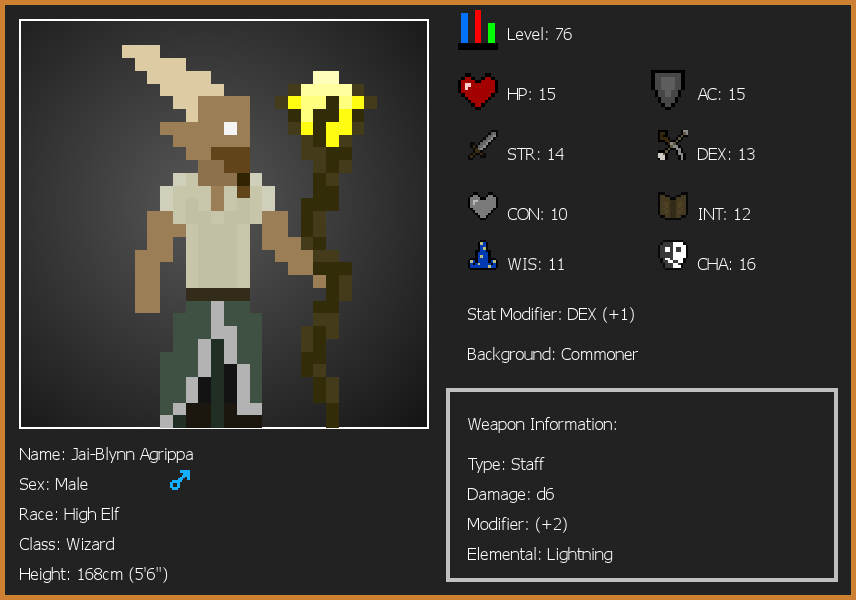 Level: 76
HP: 15
AC: 15
STR: 14
DEX: 13
CON: 10
INT: 12
WIS: 11
CHA: 16
Stat Modifier: DEX (+1)
Background: Commoner
Weapon Information:
Type: Staff
Damage: d6
Modifier: (+2)
Elemental: Lightning
Name: Jai-Blynn Agrippa
Sex: Male
Race: High Elf
Class: Wizard
Height: 168cm (5'6")